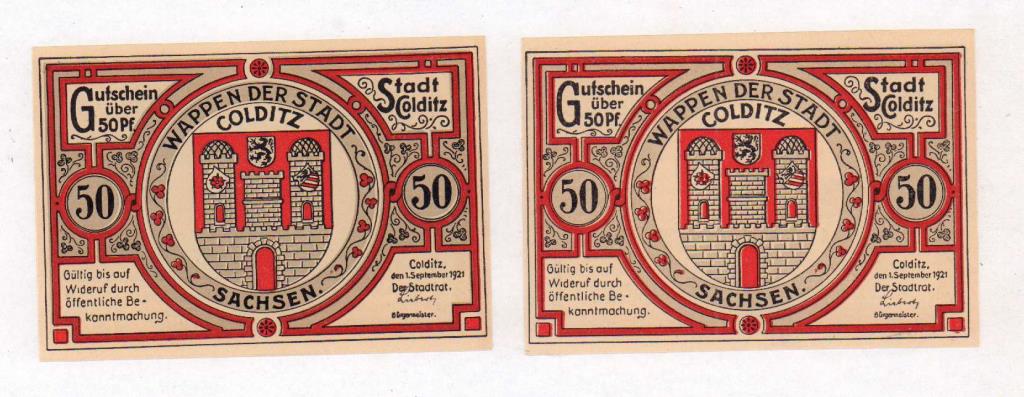 Gutschein
über
50 Pf.
WAPPEN DER STADT
COLDITZ
Stadt
Colditz
50
50
Gültig bis auf
Wideruf durch
öffentliche Be-
kanntmachung.
SACHSEN.
Colditz,
den 1. September 1921
Der Stadtrat.
Bürgermeister.
Gutschein
über
50 Pf.
WAPPEN DER STADT
COLDITZ
Stadt
Colditz
50
50
Gültig bis auf
Wideruf durch
öffentliche Be-
kanntmachung.
SACHSEN.
Colditz,
den 1. September 1921
Der Stadtrat.
Bürgermeister.